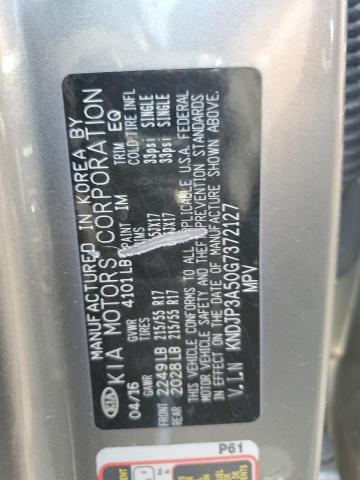 MANUFACTURED IN KOREA BY
KIA MOTORS CORPORATION
KIA
04/16 GVWR 4101LB PAINT 1M TRIM EQ
GAWR TIRES COLD TIRE INFL
FRONT 2249LB 215/55 R17 33psi SINGLE
REAR 2028LB 215/55 R17 33psi SINGLE
THIS VEHICLE CONFORMS TO ALL APPLICABLE U.S.A. FEDERAL
MOTOR VEHICLE SAFETY AND THEFT PREVENTION STANDARDS
IN EFFECT ON THE DATE OF MANUFACTURE SHOWN ABOVE.
V.I.N KNDJP3A50G7372127
MPV
P61